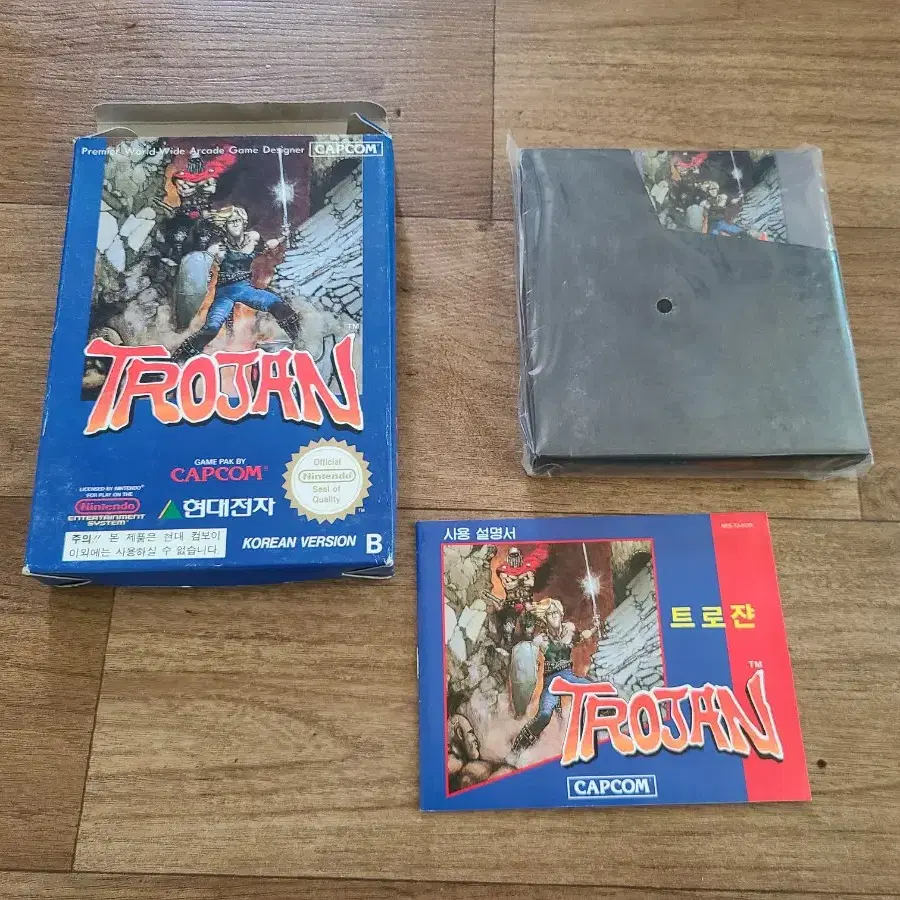 Premier World-Wide Arcade Game Designer CAPCOM
TROJAN TM
GAME PAK BY
CAPCOM®
LICENSED BY NINTENDO®
FOR PLAY ON THE
Nintendo
ENTERTAINMENT
SYSTEM
현대전자
Official
Nintendo
Seal of
Quality
TM
주의!! 본 제품은 현대 컴보이
이외에는 사용하실 수 없습니다.
KOREAN VERSION B
사용 설명서
트로쟌
TROJAN TM
CAPCOM